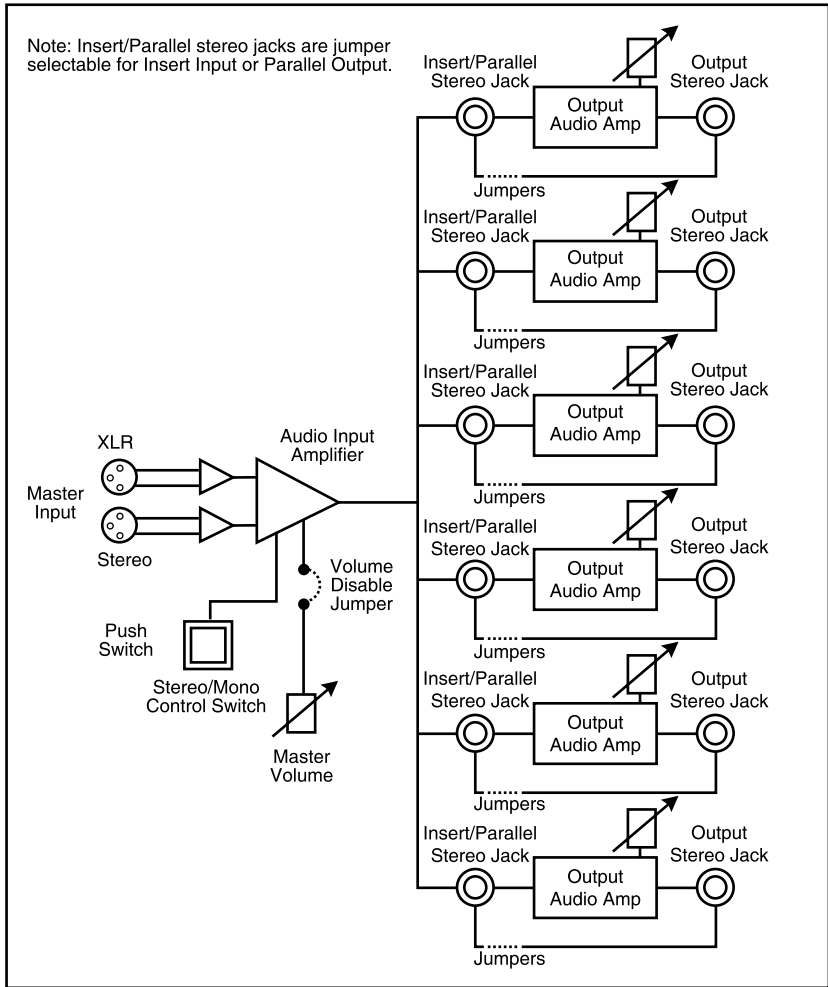 Note: Insert/Parallel stereo jacks are jumper
selectable for Insert Input or Parallel Output.
Insert/Parallel
Stereo Jack
Output
Audio Amp
Output
Stereo Jack
Jumpers
Insert/Parallel
Stereo Jack
Output
Audio Amp
Output
Stereo Jack
Jumpers
Insert/Parallel
Stereo Jack
Output
Audio Amp
Output
Stereo Jack
Jumpers
XLR
Master
Input
Stereo
Audio Input
Amplifier
Volume
Disable
Jumper
Push
Switch
Stereo/Mono
Control Switch
Master
Volume
Insert/Parallel
Stereo Jack
Output
Audio Amp
Output
Stereo Jack
Jumpers
Insert/Parallel
Stereo Jack
Output
Audio Amp
Output
Stereo Jack
Jumpers
Insert/Parallel
Stereo Jack
Output
Audio Amp
Output
Stereo Jack
Jumpers